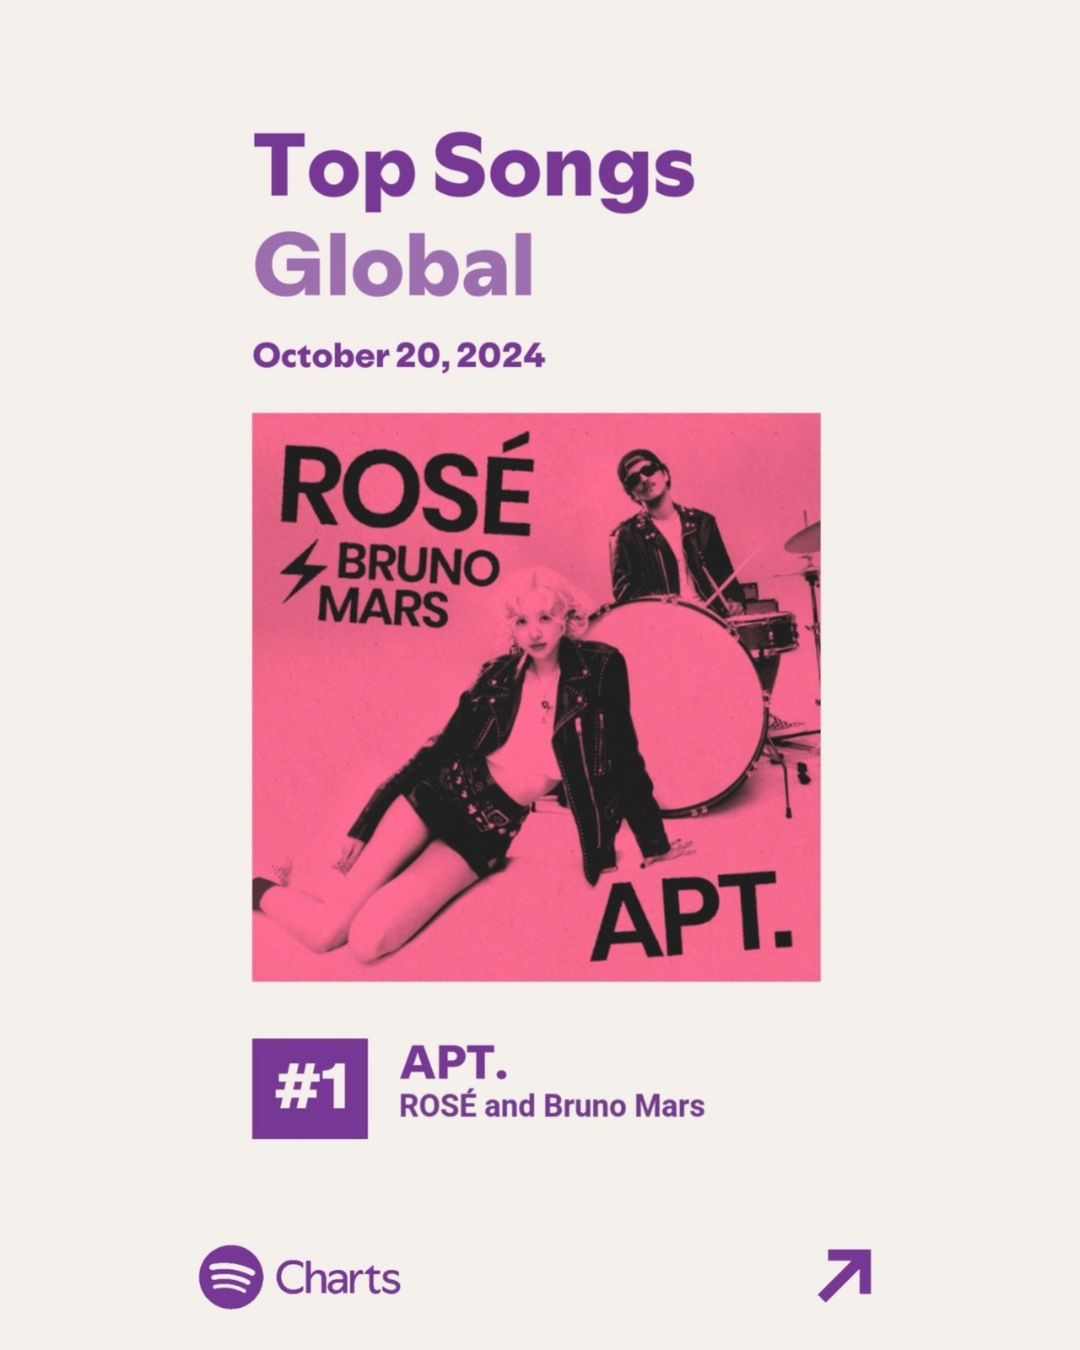 Top Songs
Global
October 20, 2024
ROSÉ
BRUNO
MARS
APT.
#1
APT.
ROSÉ and Bruno Mars
Charts